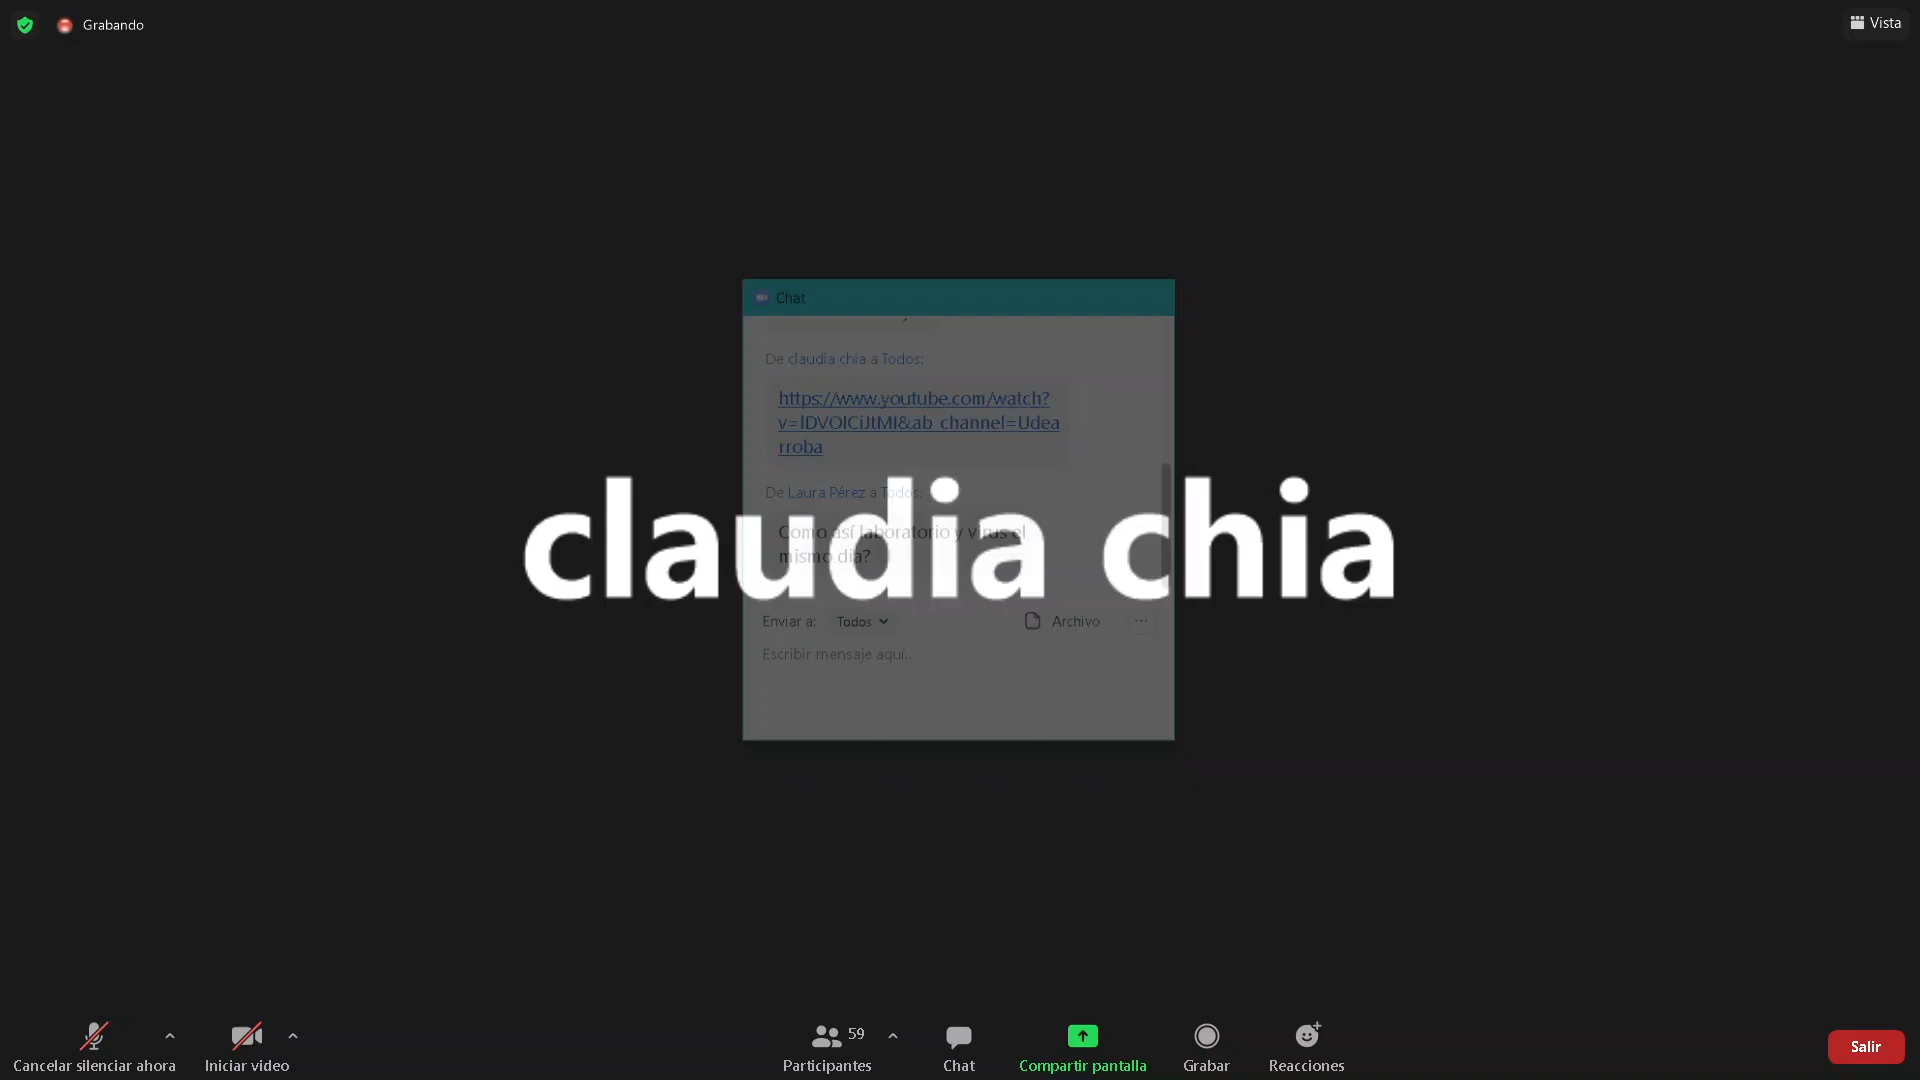 Grabando
Vista
Chat
De claudia chia a Todos:
https://www.youtube.com/watch?
v=lDVOlCiJtMI&ab_channel=Udea
rroba
De Laura Pérez a Todos:
Como así laboratorio y virus el
mismo día?
claudia chia
Enviar a: Todos Archivo ...
Escribir mensaje aquí...
59
Cancelar silenciar ahora Iniciar video Participantes Chat Compartir pantalla Grabar Reacciones
Salir